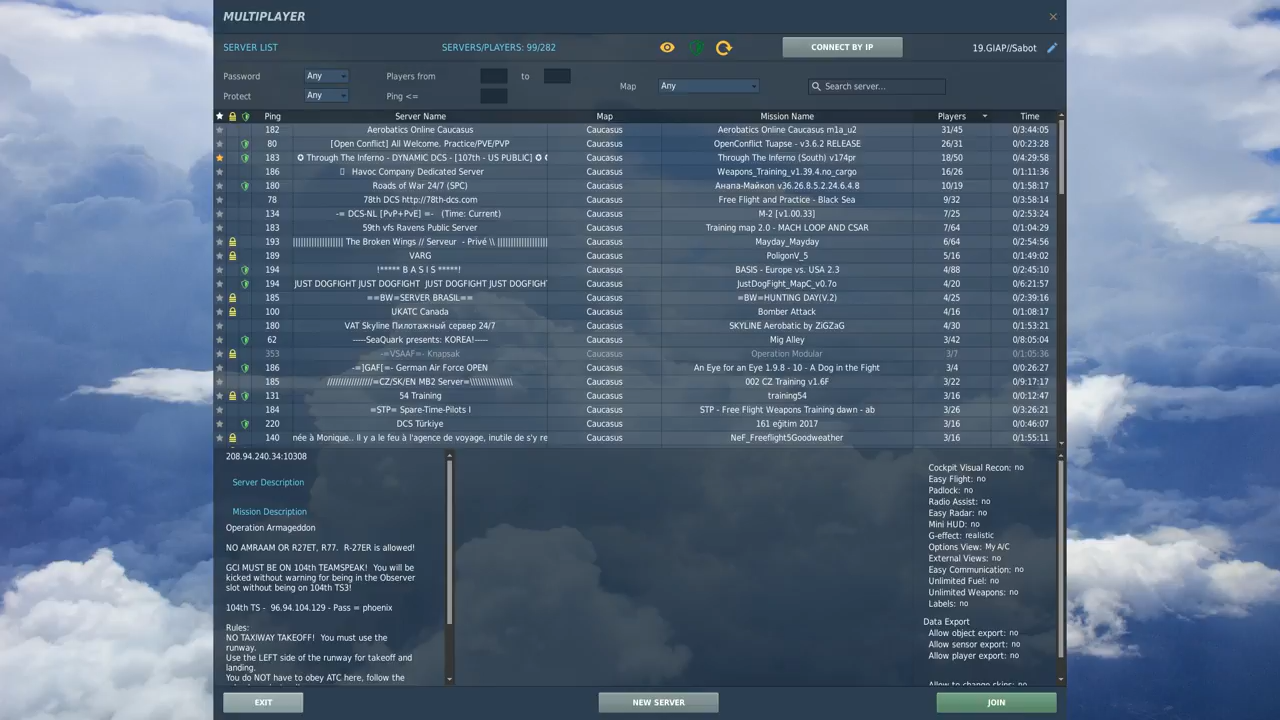 MULTIPLAYER
SERVER LIST SERVERS/PLAYERS: 99/282 CONNECT BY IP 19.GIAP//Sabot
Password Any Players from to Map Any Search server...
Protect Any Ping <=
Ping Server Name Map Mission Name Players Time
182 Aerobatics Online Caucasus Caucasus Aerobatics Online Caucasus m1a_u2 31/45 0/3:44:05
80 [Open Conflict] All Welcome. Practice/PVE/PVP Caucasus OpenConflict Tuapse - v3.6.2 RELEASE 26/31 0/0:23:28
183 ✪ Through The Inferno - DYNAMIC DCS - [107th - US PUBLIC] ✪ Caucasus Through The Inferno (South) v174pr 18/50 0/4:29:58
186 Havoc Company Dedicated Server Caucasus Weapons_Training_v1.39.4.no_cargo 16/26 0/1:11:36
180 Roads of War 24/7 (SPC) Caucasus Анапа-Майкоп v36.26.8.5.2.24.6.4.8 10/19 0/1:58:17
78 78th DCS http://78th-dcs.com Caucasus Free Flight and Practice - Black Sea 9/32 0/3:58:14
134 -= DCS-NL [PvP+PvE] =- (Time: Current) Caucasus M-2 [v1.00.33] 7/25 0/2:53:24
183 59th vfs Ravens Public Server Caucasus Training map 2.0 - MACH LOOP AND CSAR 7/64 0/1:04:29
193 |||||||||||||||||||| The Broken Wings // Serveur - Privé \\ |||||||||||||||||||| Caucasus Mayday_Mayday 6/64 0/2:54:56
189 VARG Caucasus PoligonV_5 5/16 0/1:49:02
194 !***** B A S I S *****! Caucasus BASIS - Europe vs. USA 2.3 4/88 0/2:45:10
194 JUST DOGFIGHT JUST DOGFIGHT JUST DOGFIGHT JUST DOGFIGHT Caucasus JustDogFight_MapC_v0.7o 4/20 0/6:21:57
185 ==BW=SERVER BRASIL== Caucasus =BW=HUNTING DAY(V.2) 4/25 0/2:39:16
100 UKATC Canada Caucasus Bomber Attack 4/16 0/1:08:17
180 VAT Skyline Пилотажный сервер 24/7 Caucasus SKYLINE Aerobatic by ZiGZaG 4/30 0/1:53:21
62 -----SeaQuark presents: KOREA!----- Caucasus Mig Alley 3/42 0/8:05:04
353 -=VSAAF=- Knapsak Caucasus Operation Modular 3/7 0/1:05:36
186 -=]GAF[=- German Air Force OPEN Caucasus An Eye for an Eye 1.9.8 - 10 - A Dog in the Fight 3/4 0/0:26:27
185 /////////////////=CZ/SK/EN MB2 Server=\\\\\\\\\\\\\\\\\ Caucasus 002 CZ Training v1.6F 3/22 0/9:17:17
131 54 Training Caucasus training54 3/16 0/0:12:47
184 =STP= Spare-Time-Pilots I Caucasus STP - Free Flight Weapons Training dawn - ab 3/26 0/3:26:21
220 DCS Türkiye Caucasus 161 eğitim 2017 3/16 0/0:46:07
140 née à Monique.. Il y a le feu à l'agence de voyage, inutile de s'y re Caucasus NeF_Freeflight5Goodweather 3/16 0/1:55:11
208.94.240.34:10308
Server Description
Mission Description
Operation Armageddon
NO AMRAAM OR R27ET, R77. R-27ER is allowed!
GCI MUST BE ON 104th TEAMSPEAK! You will be
kicked without warning for being in the Observer
slot without being on 104th TS3!
104th TS - 96.94.104.129 - Pass = phoenix
Rules:
NO TAXIWAY TAKEOFF! You must use the
runway.
Use the LEFT side of the runway for takeoff and
landing.
You do NOT have to obey ATC here, follow the
Cockpit Visual Recon: no
Easy Flight: no
Padlock: no
Radio Assist: no
Easy Radar: no
Mini HUD: no
G-effect: realistic
Options View: My A/C
External Views: no
Easy Communication: no
Unlimited Fuel: no
Unlimited Weapons: no
Labels: no
Data Export
Allow object export: no
Allow sensor export: no
Allow player export: no
Allow to change skins: no
EXIT NEW SERVER JOIN